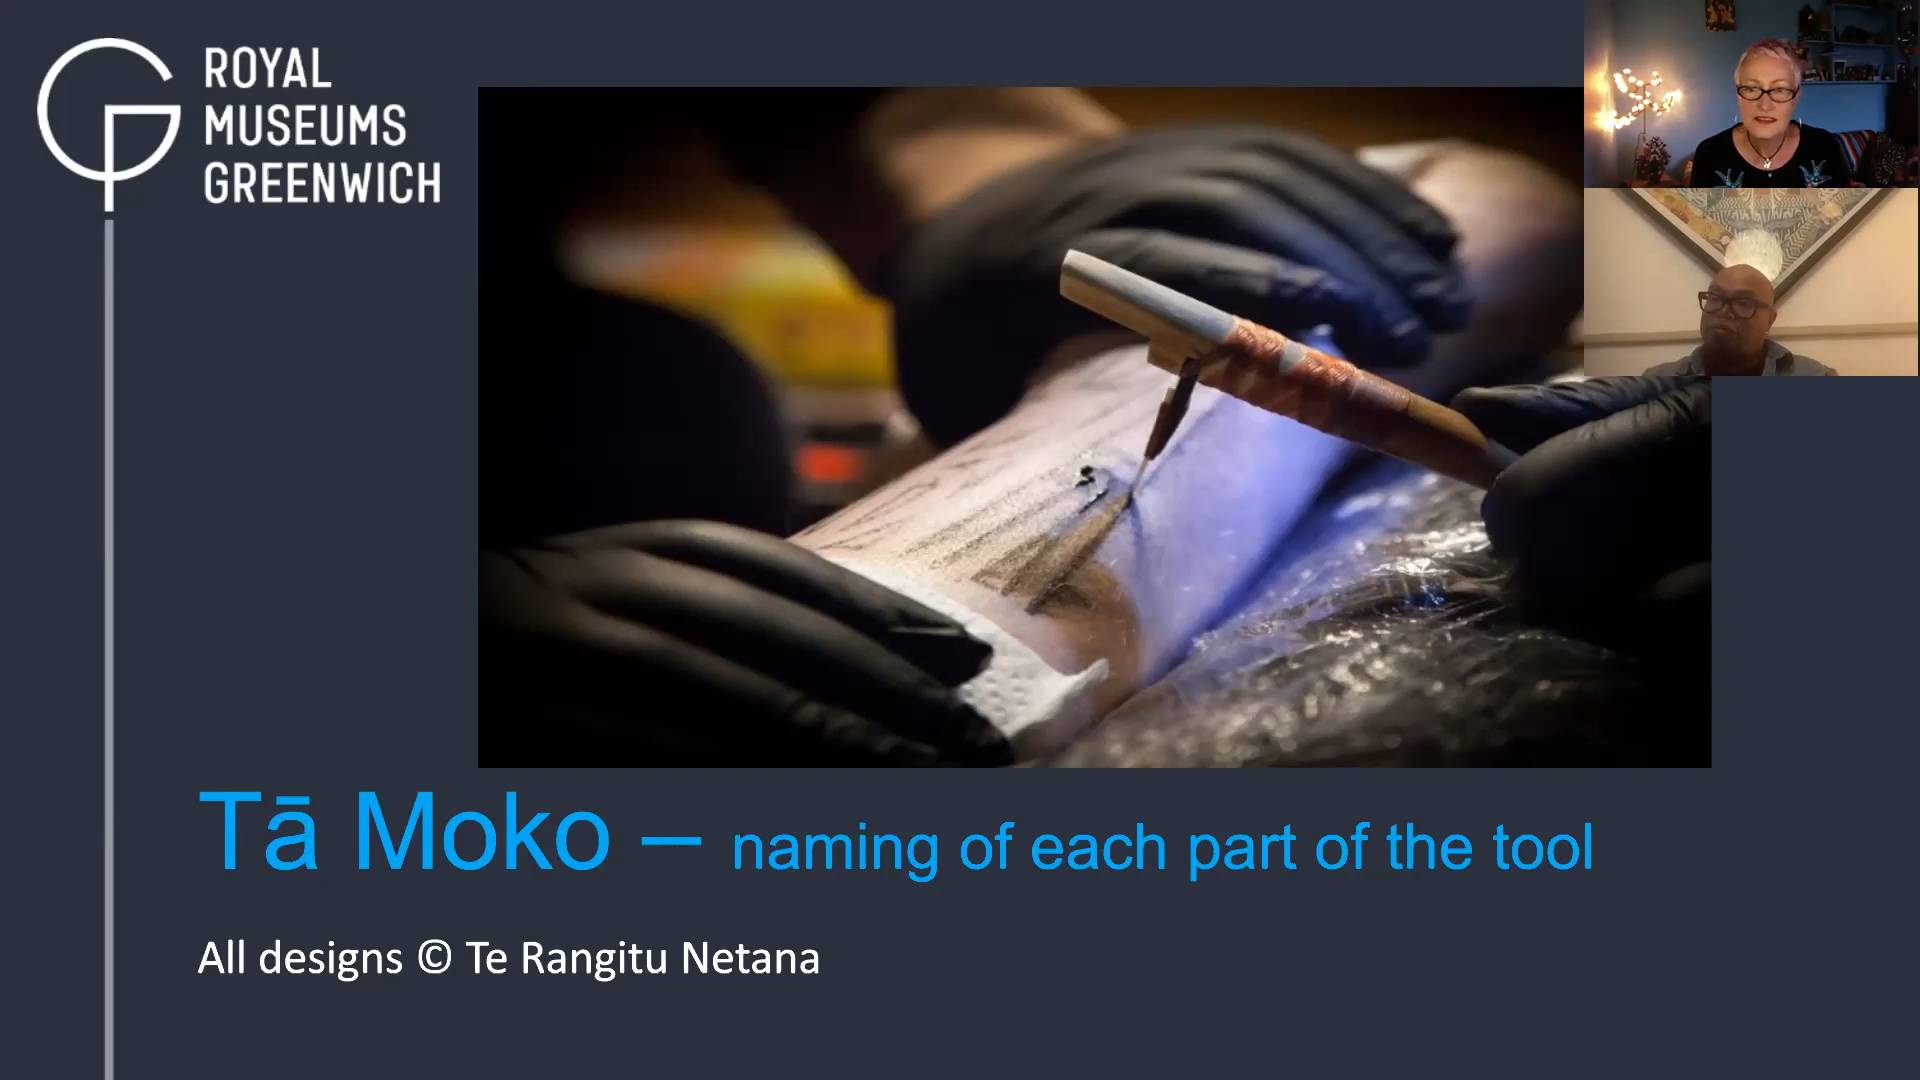 ROYAL
MUSEUMS
GREENWICH
Tā Moko – naming of each part of the tool
All designs © Te Rangitu Netana